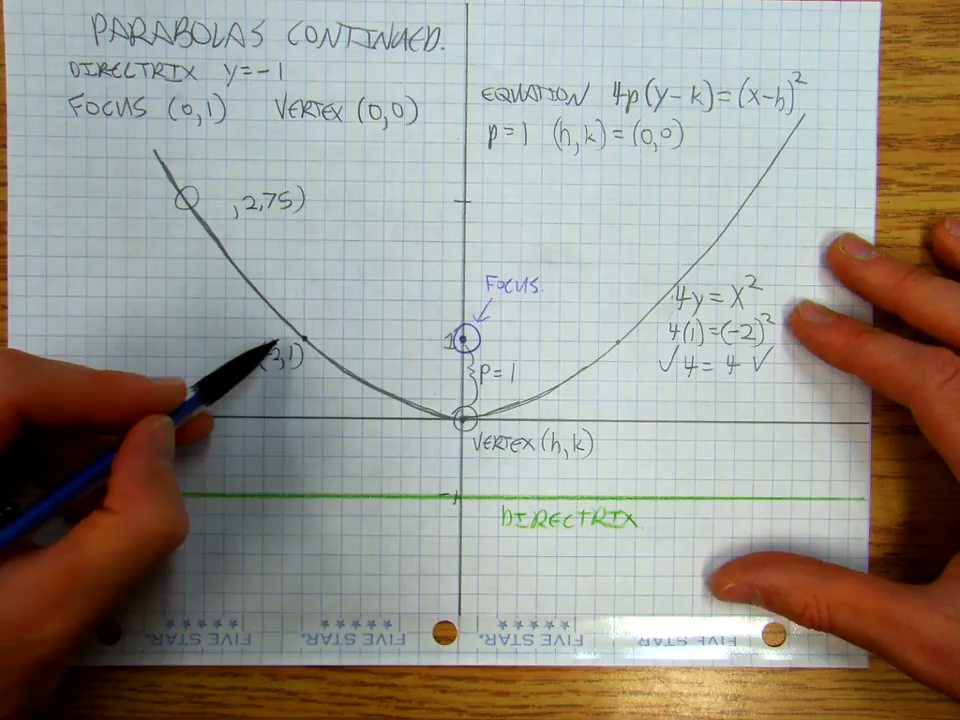 PARABOLAS CONTINUED.
DIRECTRIX y=-1
FOCUS (0,1) VERTEX (0,0)
EQUATION 4p(y-k)=(x-h)²
p=1 (h,k)=(0,0)
, 2.75)
FOCUS
4y=x²
4(1)=(-2)²
✓4=4✓
1
2,1)
p=1
VERTEX (h,k)
-1
DIRECTRIX
FIVE STAR.
FIVE STAR.
FIVE STAR.
FIVE STAR.